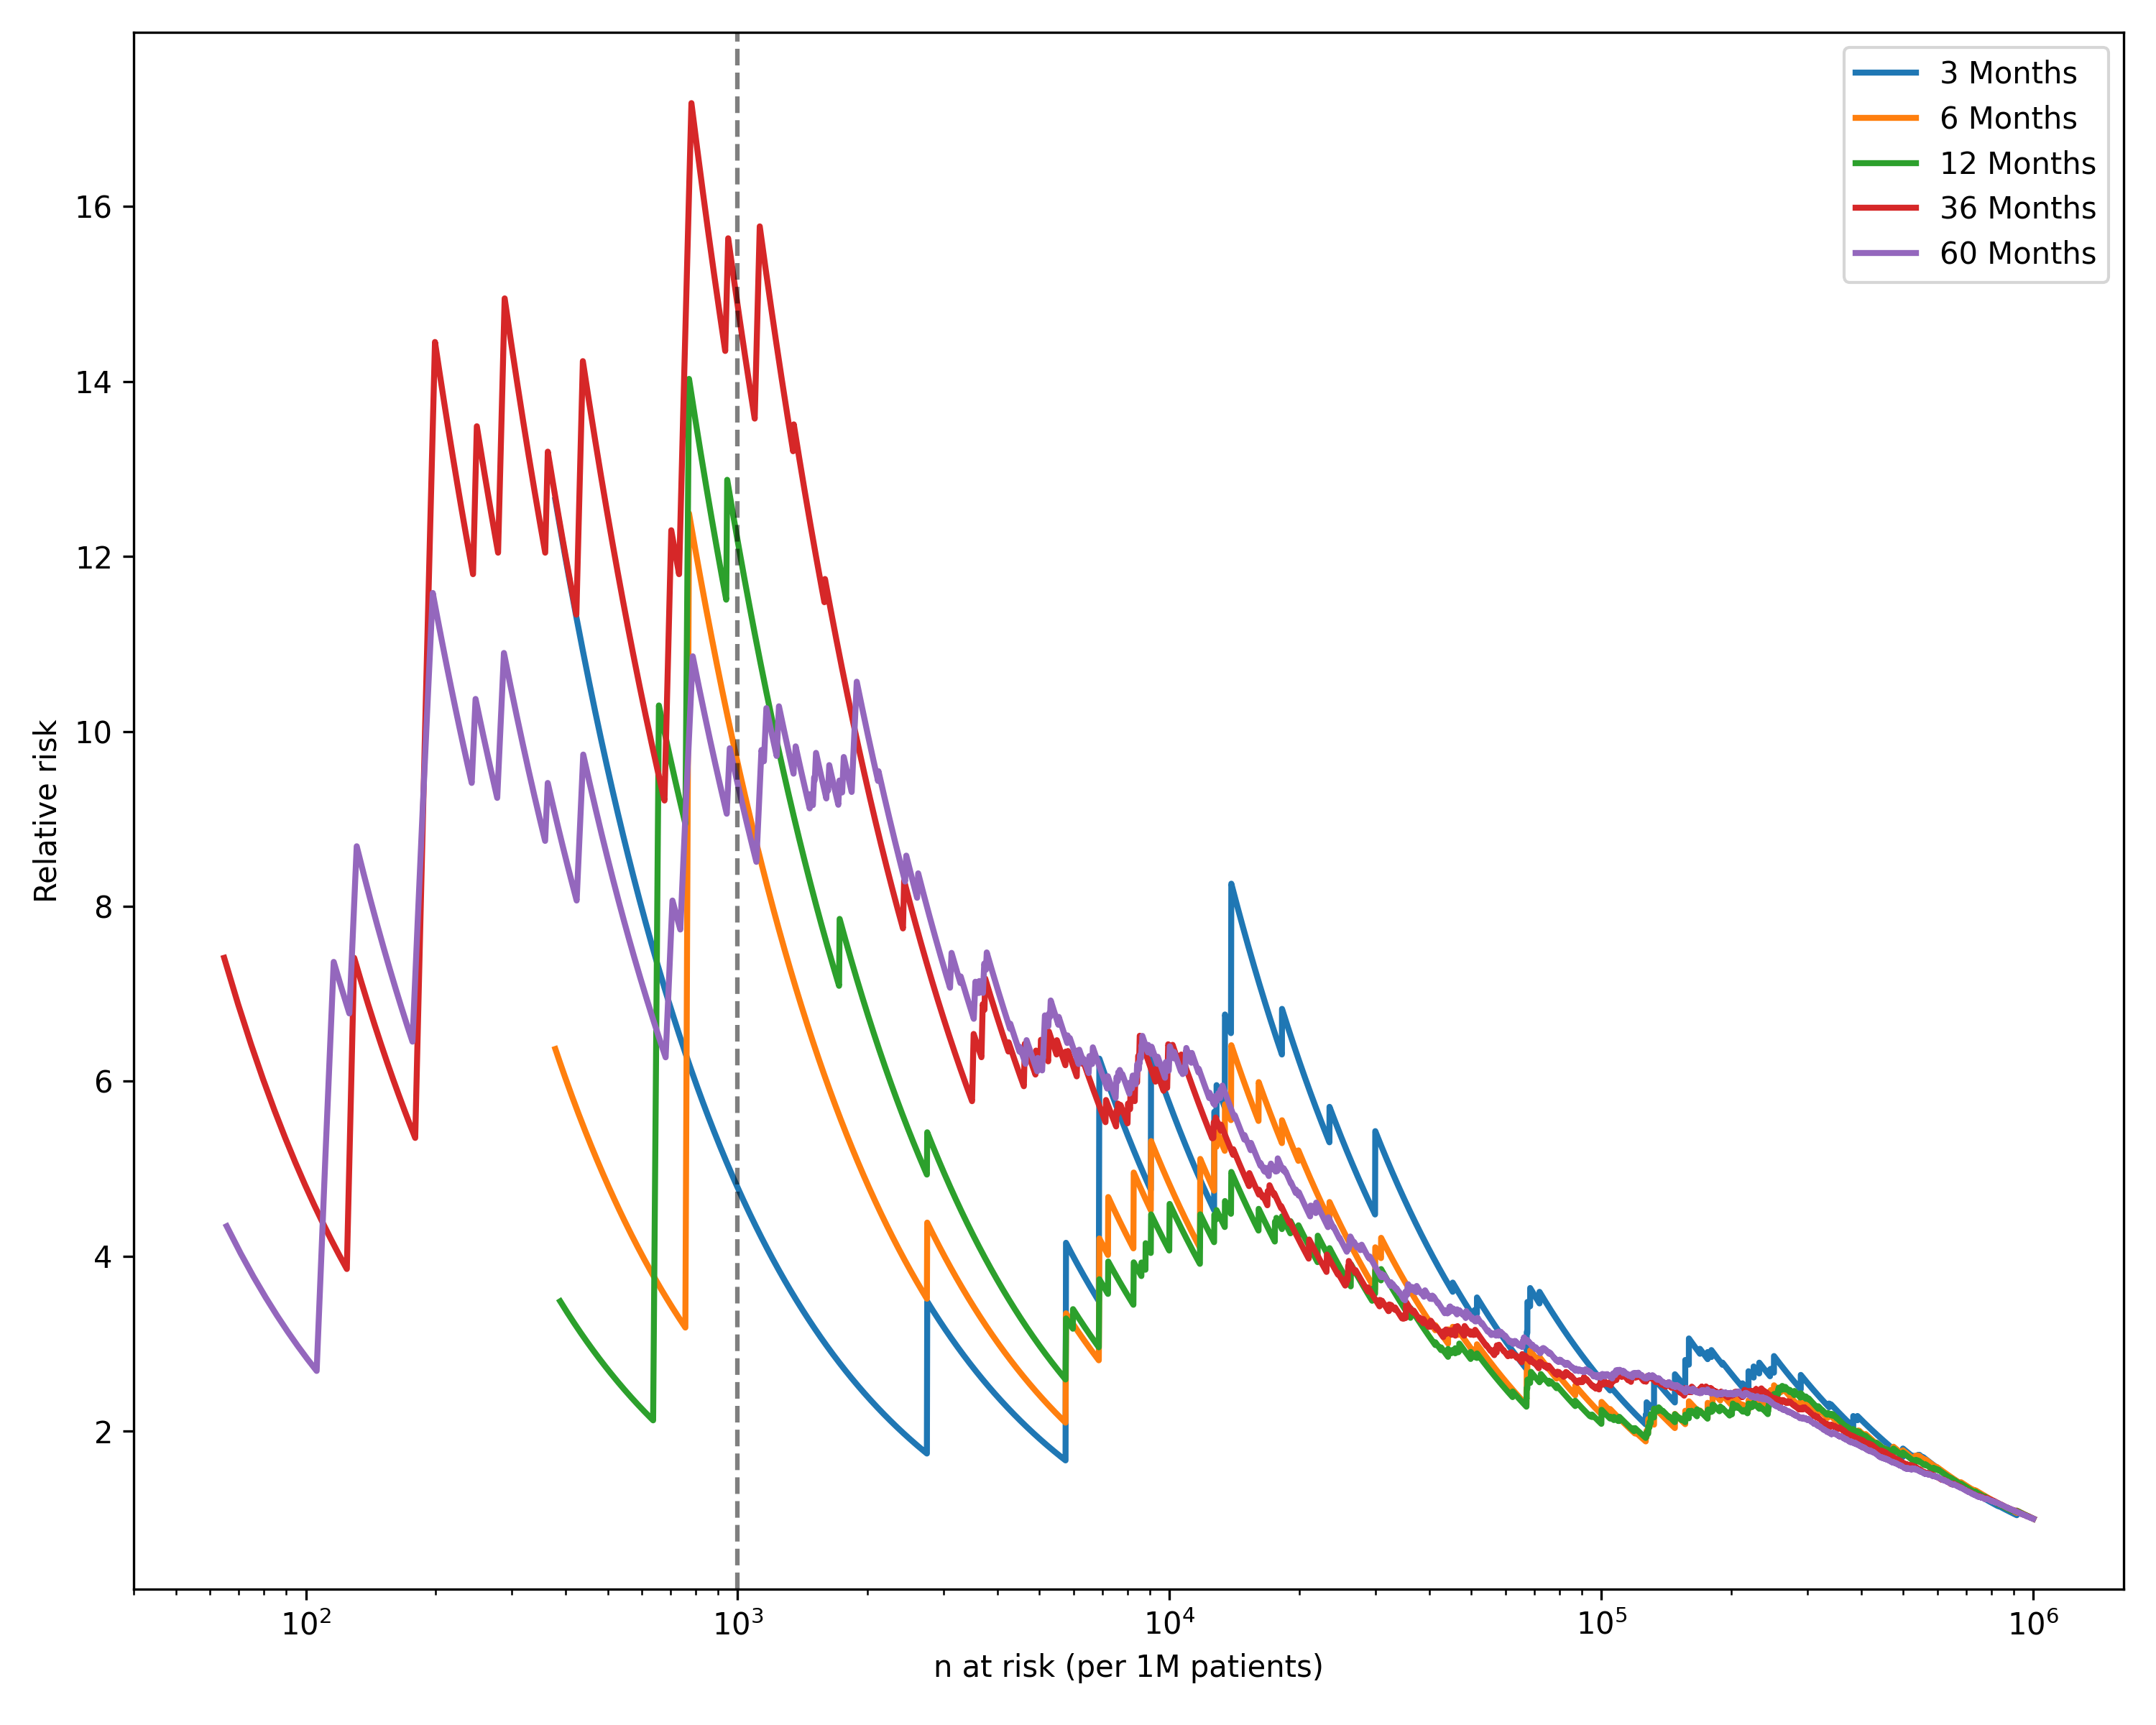 3 Months
6 Months
12 Months
36 Months
60 Months
16
14
12
10
8
6
4
2
Relative risk
10²
10³
10⁴
10⁵
10⁶
n at risk (per 1M patients)